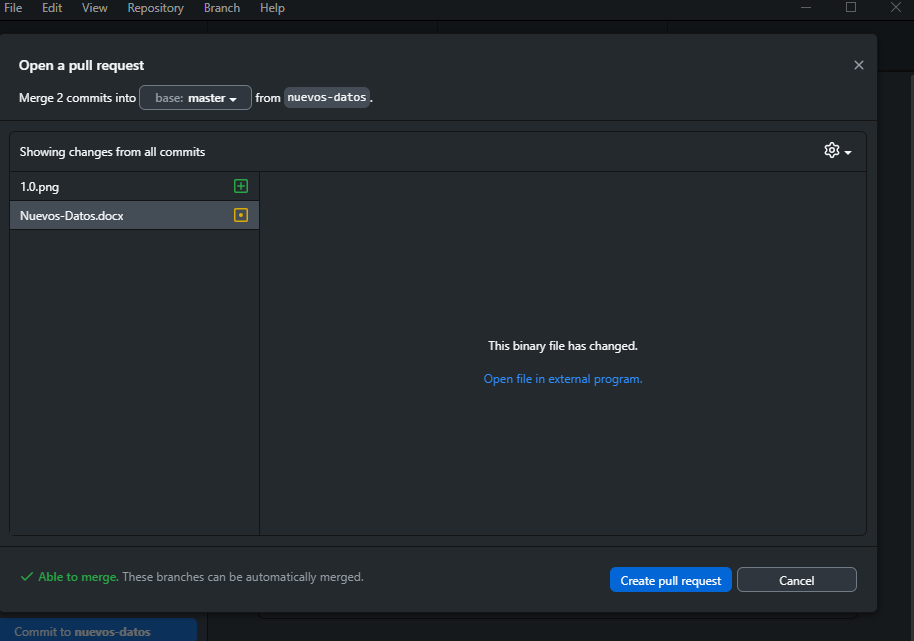 File Edit View Repository Branch Help
Open a pull request
Merge 2 commits into base: master from nuevos-datos.
Showing changes from all commits
1.0.png
Nuevos-Datos.docx
This binary file has changed.
Open file in external program.
Able to merge. These branches can be automatically merged.
Create pull request Cancel
Commit to nuevos-datos